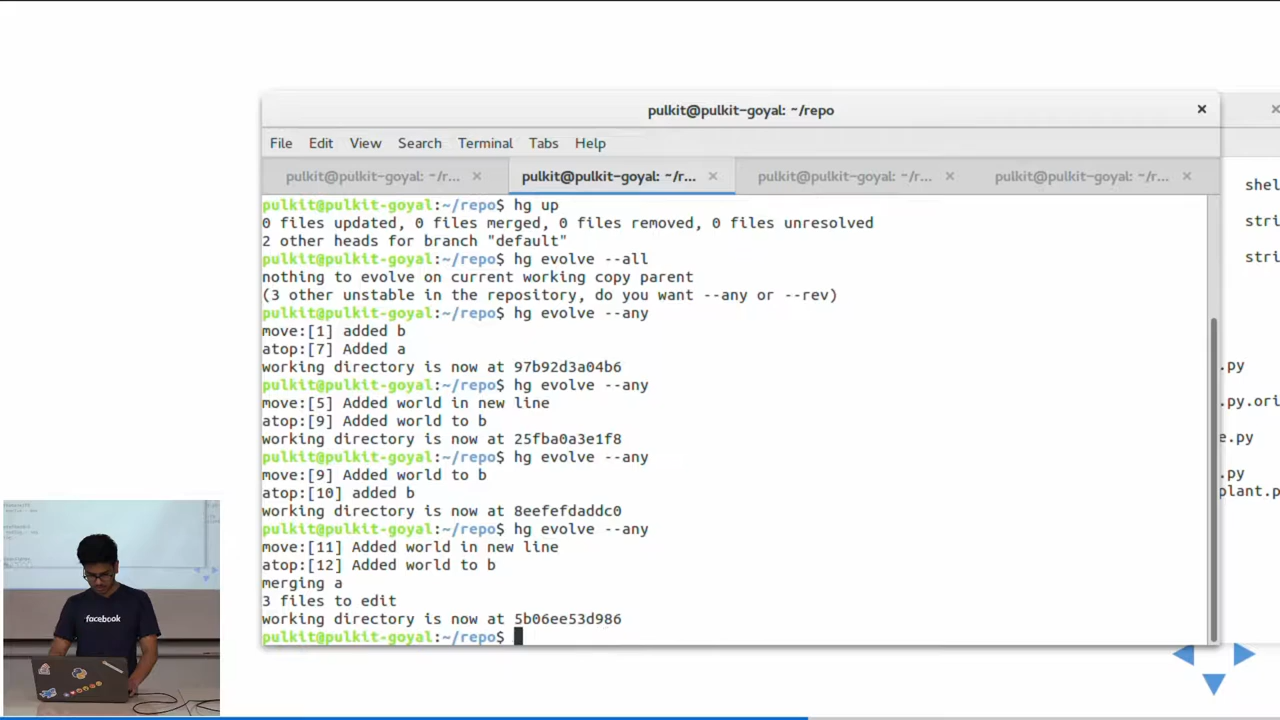 pulkit@pulkit-goyal: ~/repo
File Edit View Search Terminal Tabs Help
pulkit@pulkit-goyal: ~/r... pulkit@pulkit-goyal: ~/r... pulkit@pulkit-goyal: ~/r... pulkit@pulkit-goyal: ~/r...
pulkit@pulkit-goyal:~/repo$ hg up
0 files updated, 0 files merged, 0 files removed, 0 files unresolved
2 other heads for branch "default"
pulkit@pulkit-goyal:~/repo$ hg evolve --all
nothing to evolve on current working copy parent
(3 other unstable in the repository, do you want --any or --rev)
pulkit@pulkit-goyal:~/repo$ hg evolve --any
move:[1] added b
atop:[7] Added a
working directory is now at 97b92d3a04b6
pulkit@pulkit-goyal:~/repo$ hg evolve --any
move:[5] Added world in new line
atop:[9] Added world to b
working directory is now at 25fba0a3e1f8
pulkit@pulkit-goyal:~/repo$ hg evolve --any
move:[9] Added world to b
atop:[10] added b
working directory is now at 8eefefdaddc0
pulkit@pulkit-goyal:~/repo$ hg evolve --any
move:[11] Added world in new line
atop:[12] Added world to b
merging a
3 files to edit
working directory is now at 5b06ee53d986
pulkit@pulkit-goyal:~/repo$
shel
stri
stri
.py
.py.ori
e.py
.py
plant.p
facebook